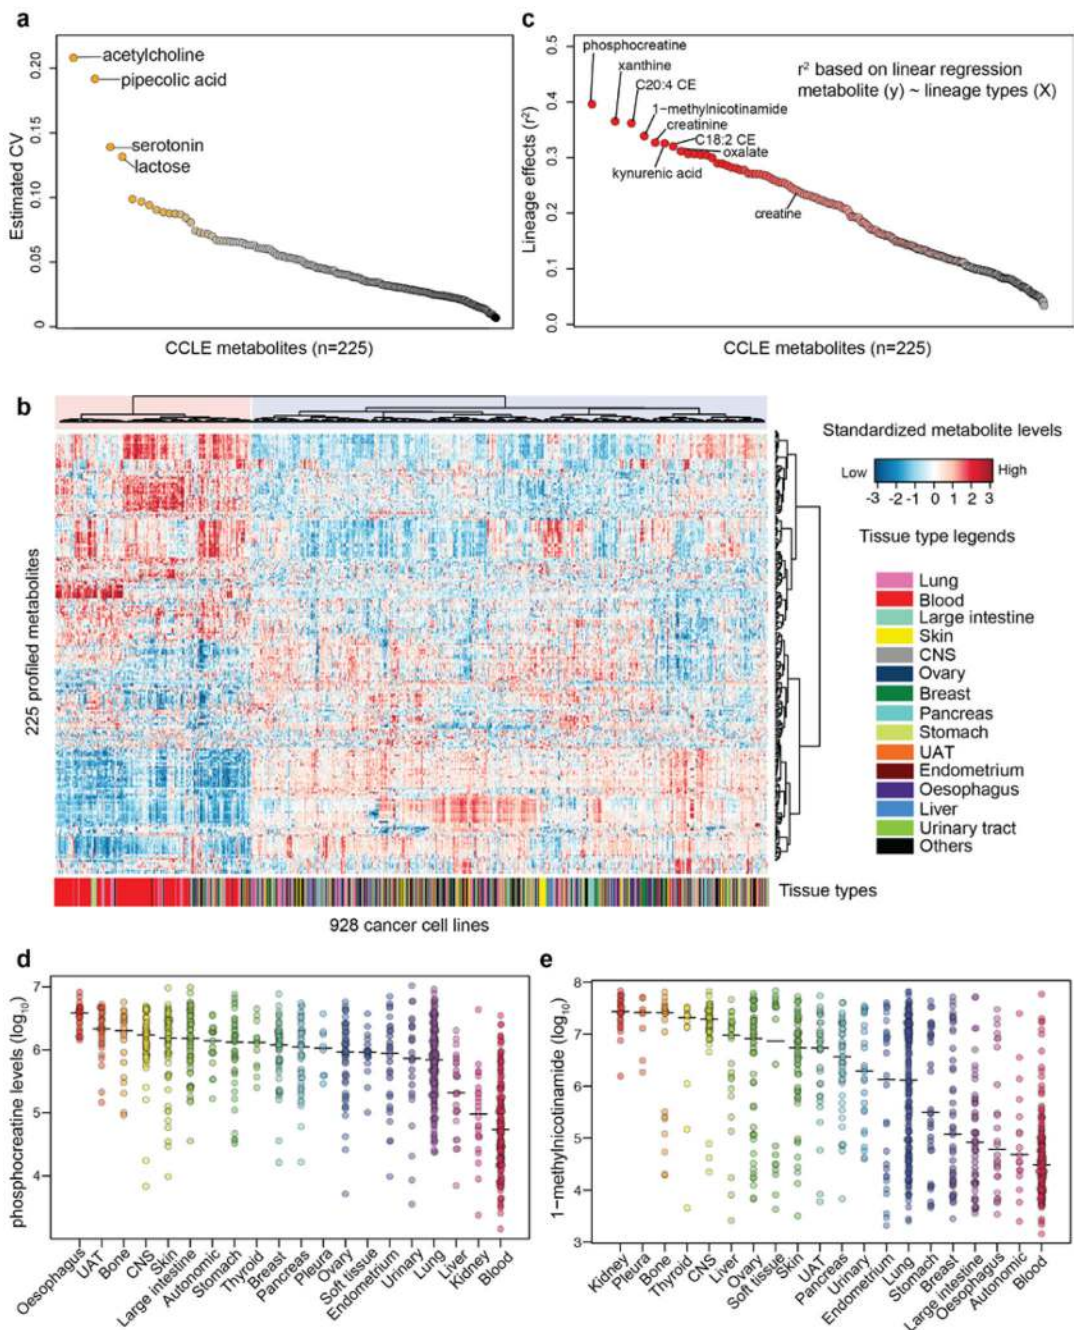 a
Estimated CV
0.20
0.15
0.10
0.05
0
acetylcholine
pipecolic acid
serotonin
lactose
CCLE metabolites (n=225)
c
Lineage effects (r²)
0.5
0.4
0.3
0.2
0.1
0.0
phosphocreatine
xanthine
C20:4 CE
1-methylnicotinamide
creatinine
C18:2 CE
oxalate
kynurenic acid
creatine
r² based on linear regression
metabolite (y) ~ lineage types (X)
CCLE metabolites (n=225)
b
225 profiled metabolites
928 cancer cell lines
Tissue types
Standardized metabolite levels
Low
High
-3 -2 -1 0 1 2 3
Tissue type legends
Lung
Blood
Large intestine
Skin
CNS
Ovary
Breast
Pancreas
Stomach
UAT
Endometrium
Oesophagus
Liver
Urinary tract
Others
d
phosphocreatine levels (log₁₀)
7
6
5
4
Oesophagus
UAT
Bone
CNS
Skin
Large intestine
Autonomic
Stomach
Thyroid
Breast
Pancreas
Pleura
Ovary
Soft tissue
Endometrium
Urinary
Lung
Liver
Kidney
Blood
e
1-methylnicotinamide (log₁₀)
8
7
6
5
4
3
Kidney
Pleura
Bone
Thyroid
CNS
Liver
Ovary
Soft tissue
Skin
UAT
Pancreas
Urinary
Endometrium
Lung
Stomach
Breast
Large intestine
Oesophagus
Autonomic
Blood